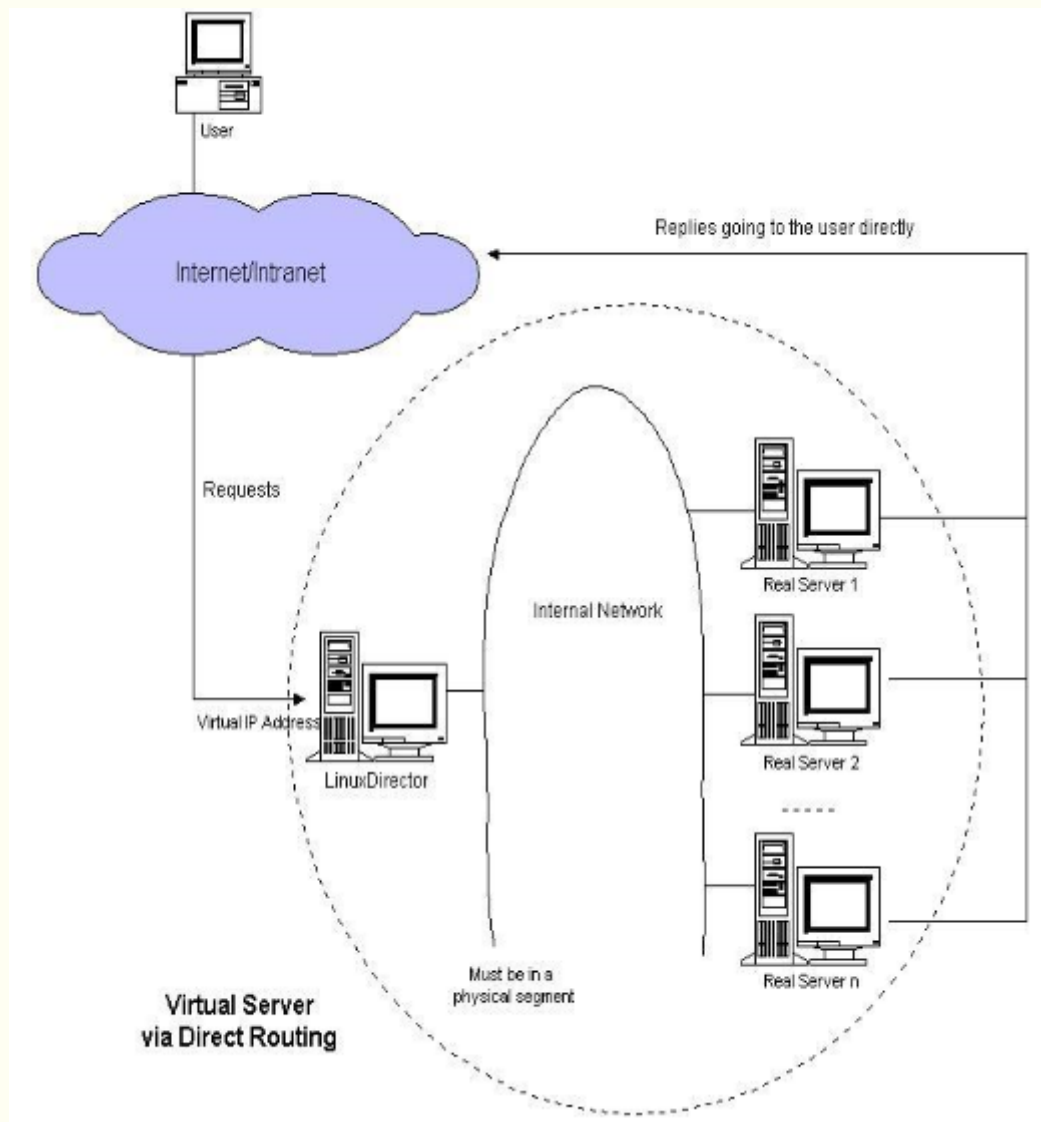 User
Internet/Intranet
Replies going to the user directly
Requests
Real Server 1
Internal Network
Virtual IP Address
LinuxDirector
Real Server 2
Real Server n
Must be in a
physical segment
Virtual Server
via Direct Routing